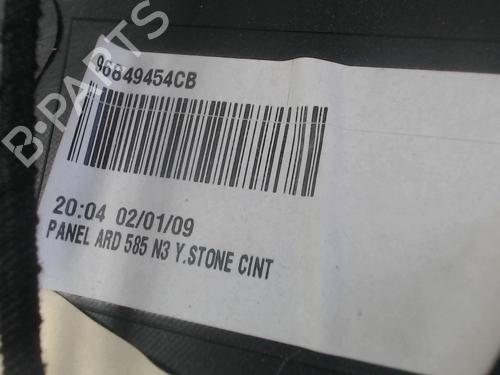 B-PARTS
96849454CB
20:04 02/01/09
PANEL ARD 585 N3 Y.STONE CINT